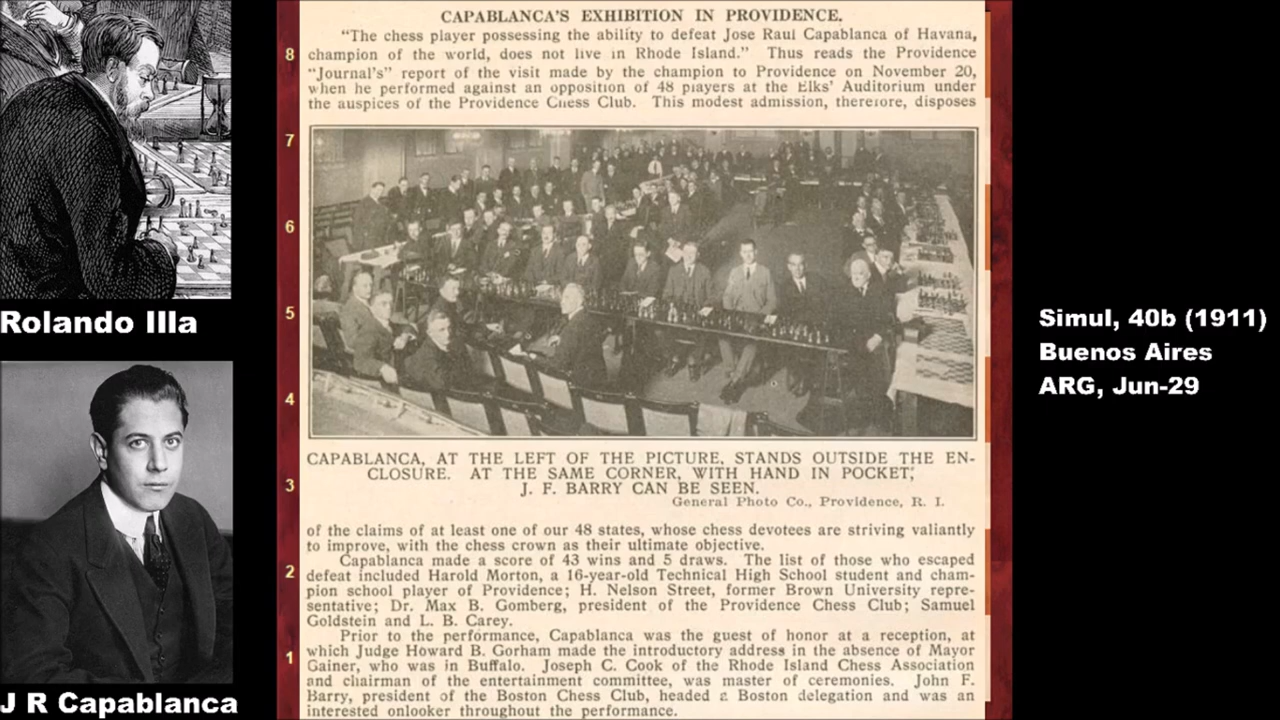 CAPABLANCA'S EXHIBITION IN PROVIDENCE.
"The chess player possessing the ability to defeat Jose Raul Capablanca of Havana,
champion of the world, does not live in Rhode Island." Thus reads the Providence
"Journal's" report of the visit made by the champion to Providence on November 20,
when he performed against an opposition of 48 players at the Elks' Auditorium under
the auspices of the Providence Chess Club. This modest admission, therefore, disposes
CAPABLANCA, AT THE LEFT OF THE PICTURE, STANDS OUTSIDE THE EN-
CLOSURE. AT THE SAME CORNER, WITH HAND IN POCKET,
J. F. BARRY CAN BE SEEN.
General Photo Co., Providence, R. I.
of the claims of at least one of our 48 states, whose chess devotees are striving valiantly
to improve, with the chess crown as their ultimate objective.
Capablanca made a score of 43 wins and 5 draws. The list of those who escaped
defeat included Harold Morton, a 16-year-old Technical High School student and cham-
pion school player of Providence; H. Nelson Street, former Brown University repre-
sentative; Dr. Max B. Gomberg, president of the Providence Chess Club; Samuel
Goldstein and L. B. Carey.
Prior to the performance, Capablanca was the guest of honor at a reception, at
which Judge Howard B. Gorham made the introductory address in the absence of Mayor
Gainer, who was in Buffalo. Joseph C. Cook of the Rhode Island Chess Association
and chairman of the entertainment committee, was master of ceremonies. John F.
Barry, president of the Boston Chess Club, headed a Boston delegation and was an
interested onlooker throughout the performance.
8
7
6
5
4
3
2
1
Rolando Illa
J R Capablanca
Simul, 40b (1911)
Buenos Aires
ARG, Jun-29